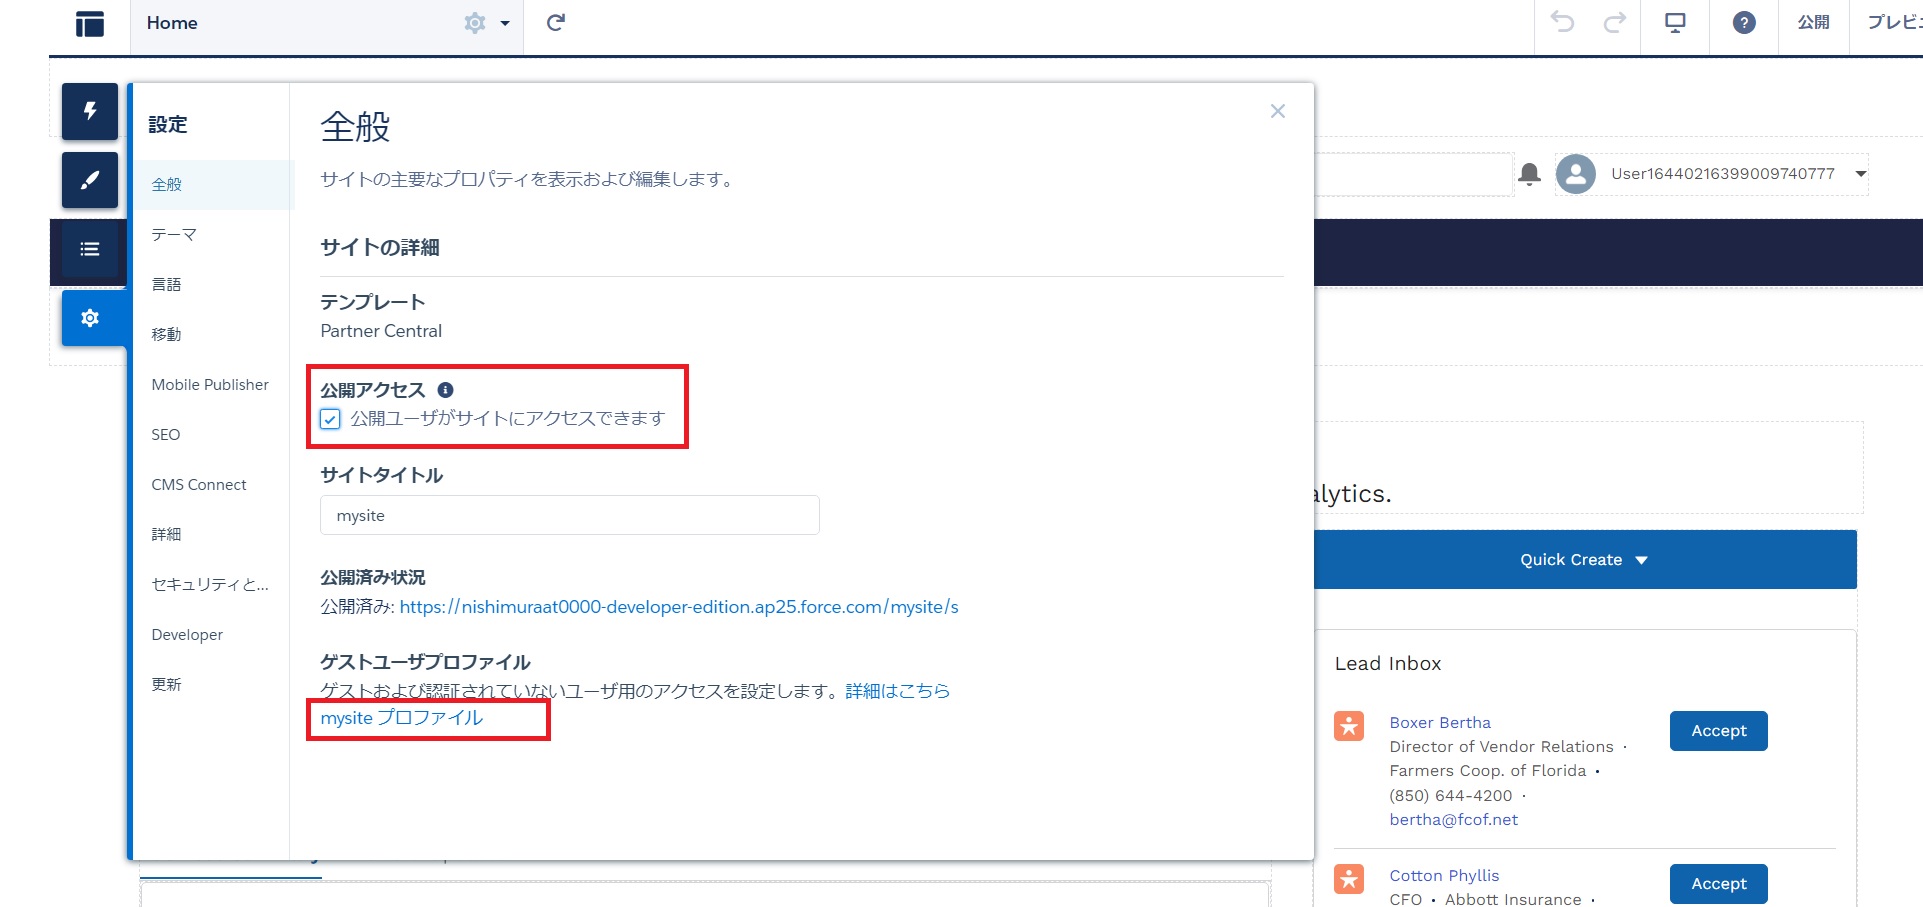 Home
公開
プレビュ
設定
全般
テーマ
言語
移動
Mobile Publisher
SEO
CMS Connect
詳細
セキュリティと...
Developer
更新
全般
サイトの主要なプロパティを表示および編集します。
サイトの詳細
テンプレート
Partner Central
公開アクセス
公開ユーザがサイトにアクセスできます
サイトタイトル
mysite
公開済み状況
公開済み: https://nishimuraat0000-developer-edition.ap25.force.com/mysite/s
ゲストユーザプロファイル
ゲストおよび認証されていないユーザ用のアクセスを設定します。詳細はこちら
mysite プロファイル
User16440216399009740777
alytics.
Quick Create
Lead Inbox
Boxer Bertha
Director of Vendor Relations ·
Farmers Coop. of Florida ·
(850) 644-4200 ·
bertha@fcof.net
Accept
Cotton Phyllis
CFO · Abbott Insurance ·
Accept